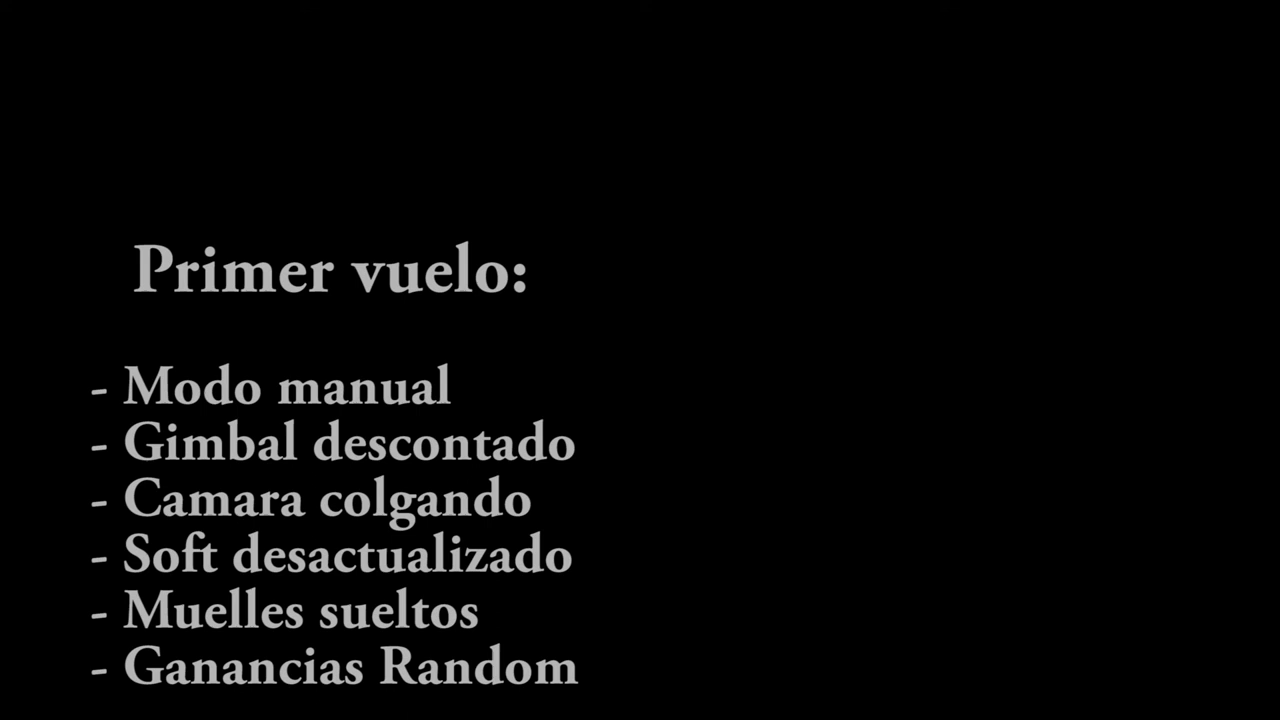 Primer vuelo:
- Modo manual
- Gimbal descontado
- Camara colgando
- Soft desactualizado
- Muelles sueltos
- Ganancias Random